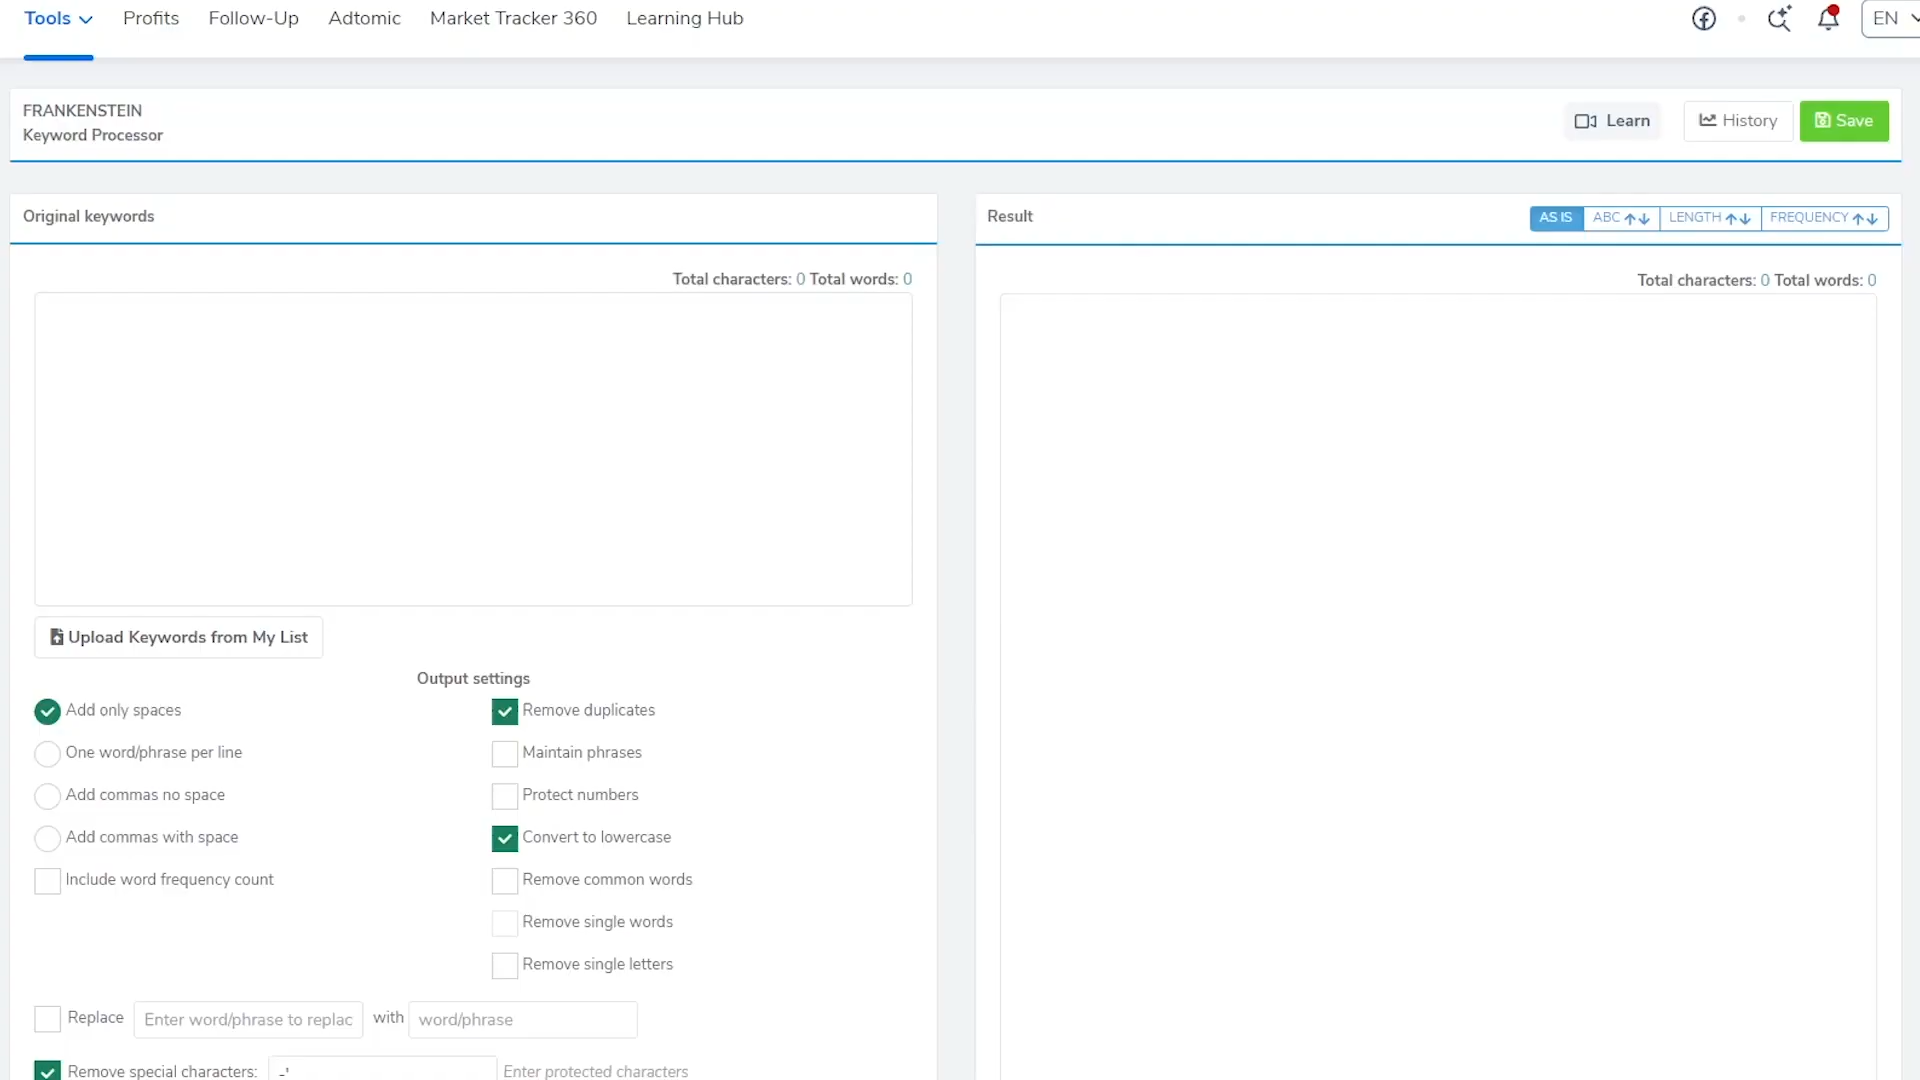 Tools Profits Follow-Up Adtomic Market Tracker 360 Learning Hub EN
FRANKENSTEIN
Keyword Processor
Learn History Save
Original keywords
Total characters: 0 Total words: 0
Upload Keywords from My List
Output settings
Add only spaces
One word/phrase per line
Add commas no space
Add commas with space
Include word frequency count
Remove duplicates
Maintain phrases
Protect numbers
Convert to lowercase
Remove common words
Remove single words
Remove single letters
Replace Enter word/phrase to replac with word/phrase
Remove special characters: -' Enter protected characters
Result
AS IS ABC LENGTH FREQUENCY
Total characters: 0 Total words: 0